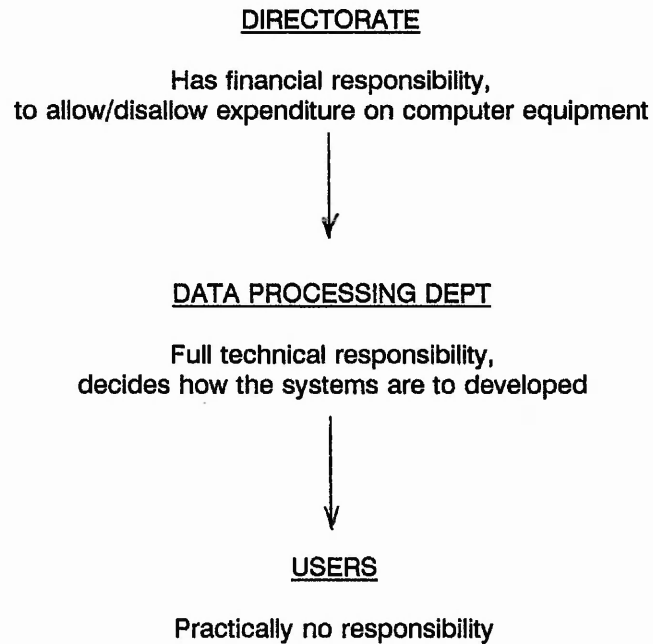 DIRECTORATE
Has financial responsibility,
to allow/disallow expenditure on computer equipment
DATA PROCESSING DEPT
Full technical responsibility,
decides how the systems are to developed
USERS
Practically no responsibility